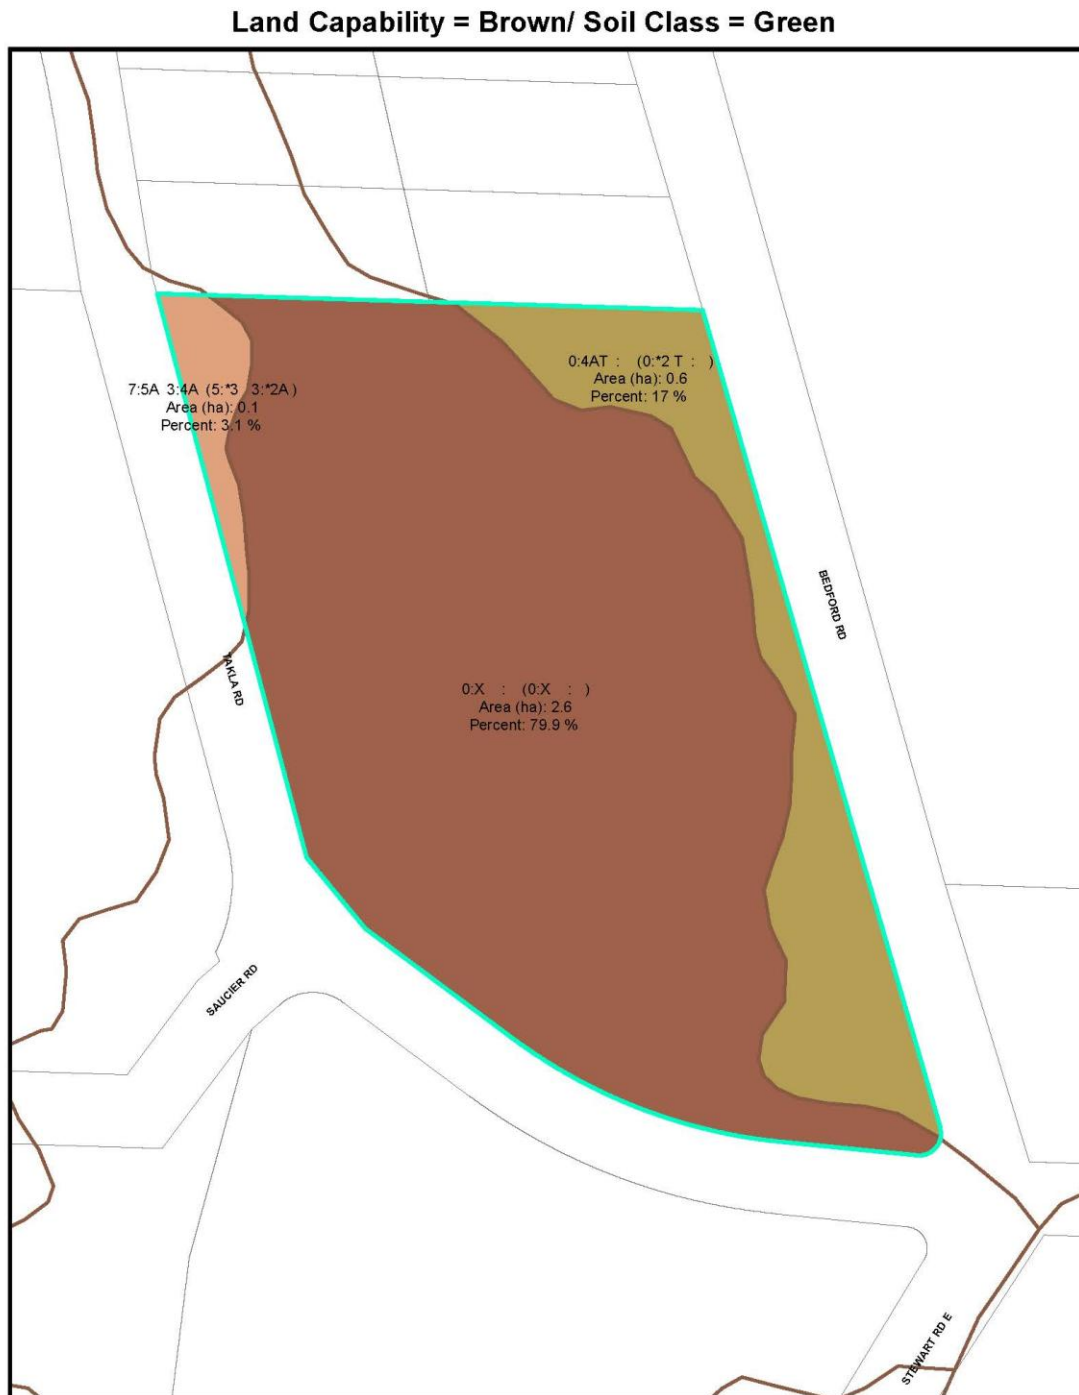 Land Capability = Brown/ Soil Class = Green
0:4AT : (0:*2 T : )
Area (ha): 0.6
Percent: 17 %
7:5A 3:4A (5:*3 3:*2A )
Area (ha): 0.1
Percent: 3.1 %
BEDFORD RD
TAKLA RD
0:X : (0:X : )
Area (ha): 2.6
Percent: 79.9 %
SAUCIER RD
STEWART RD E